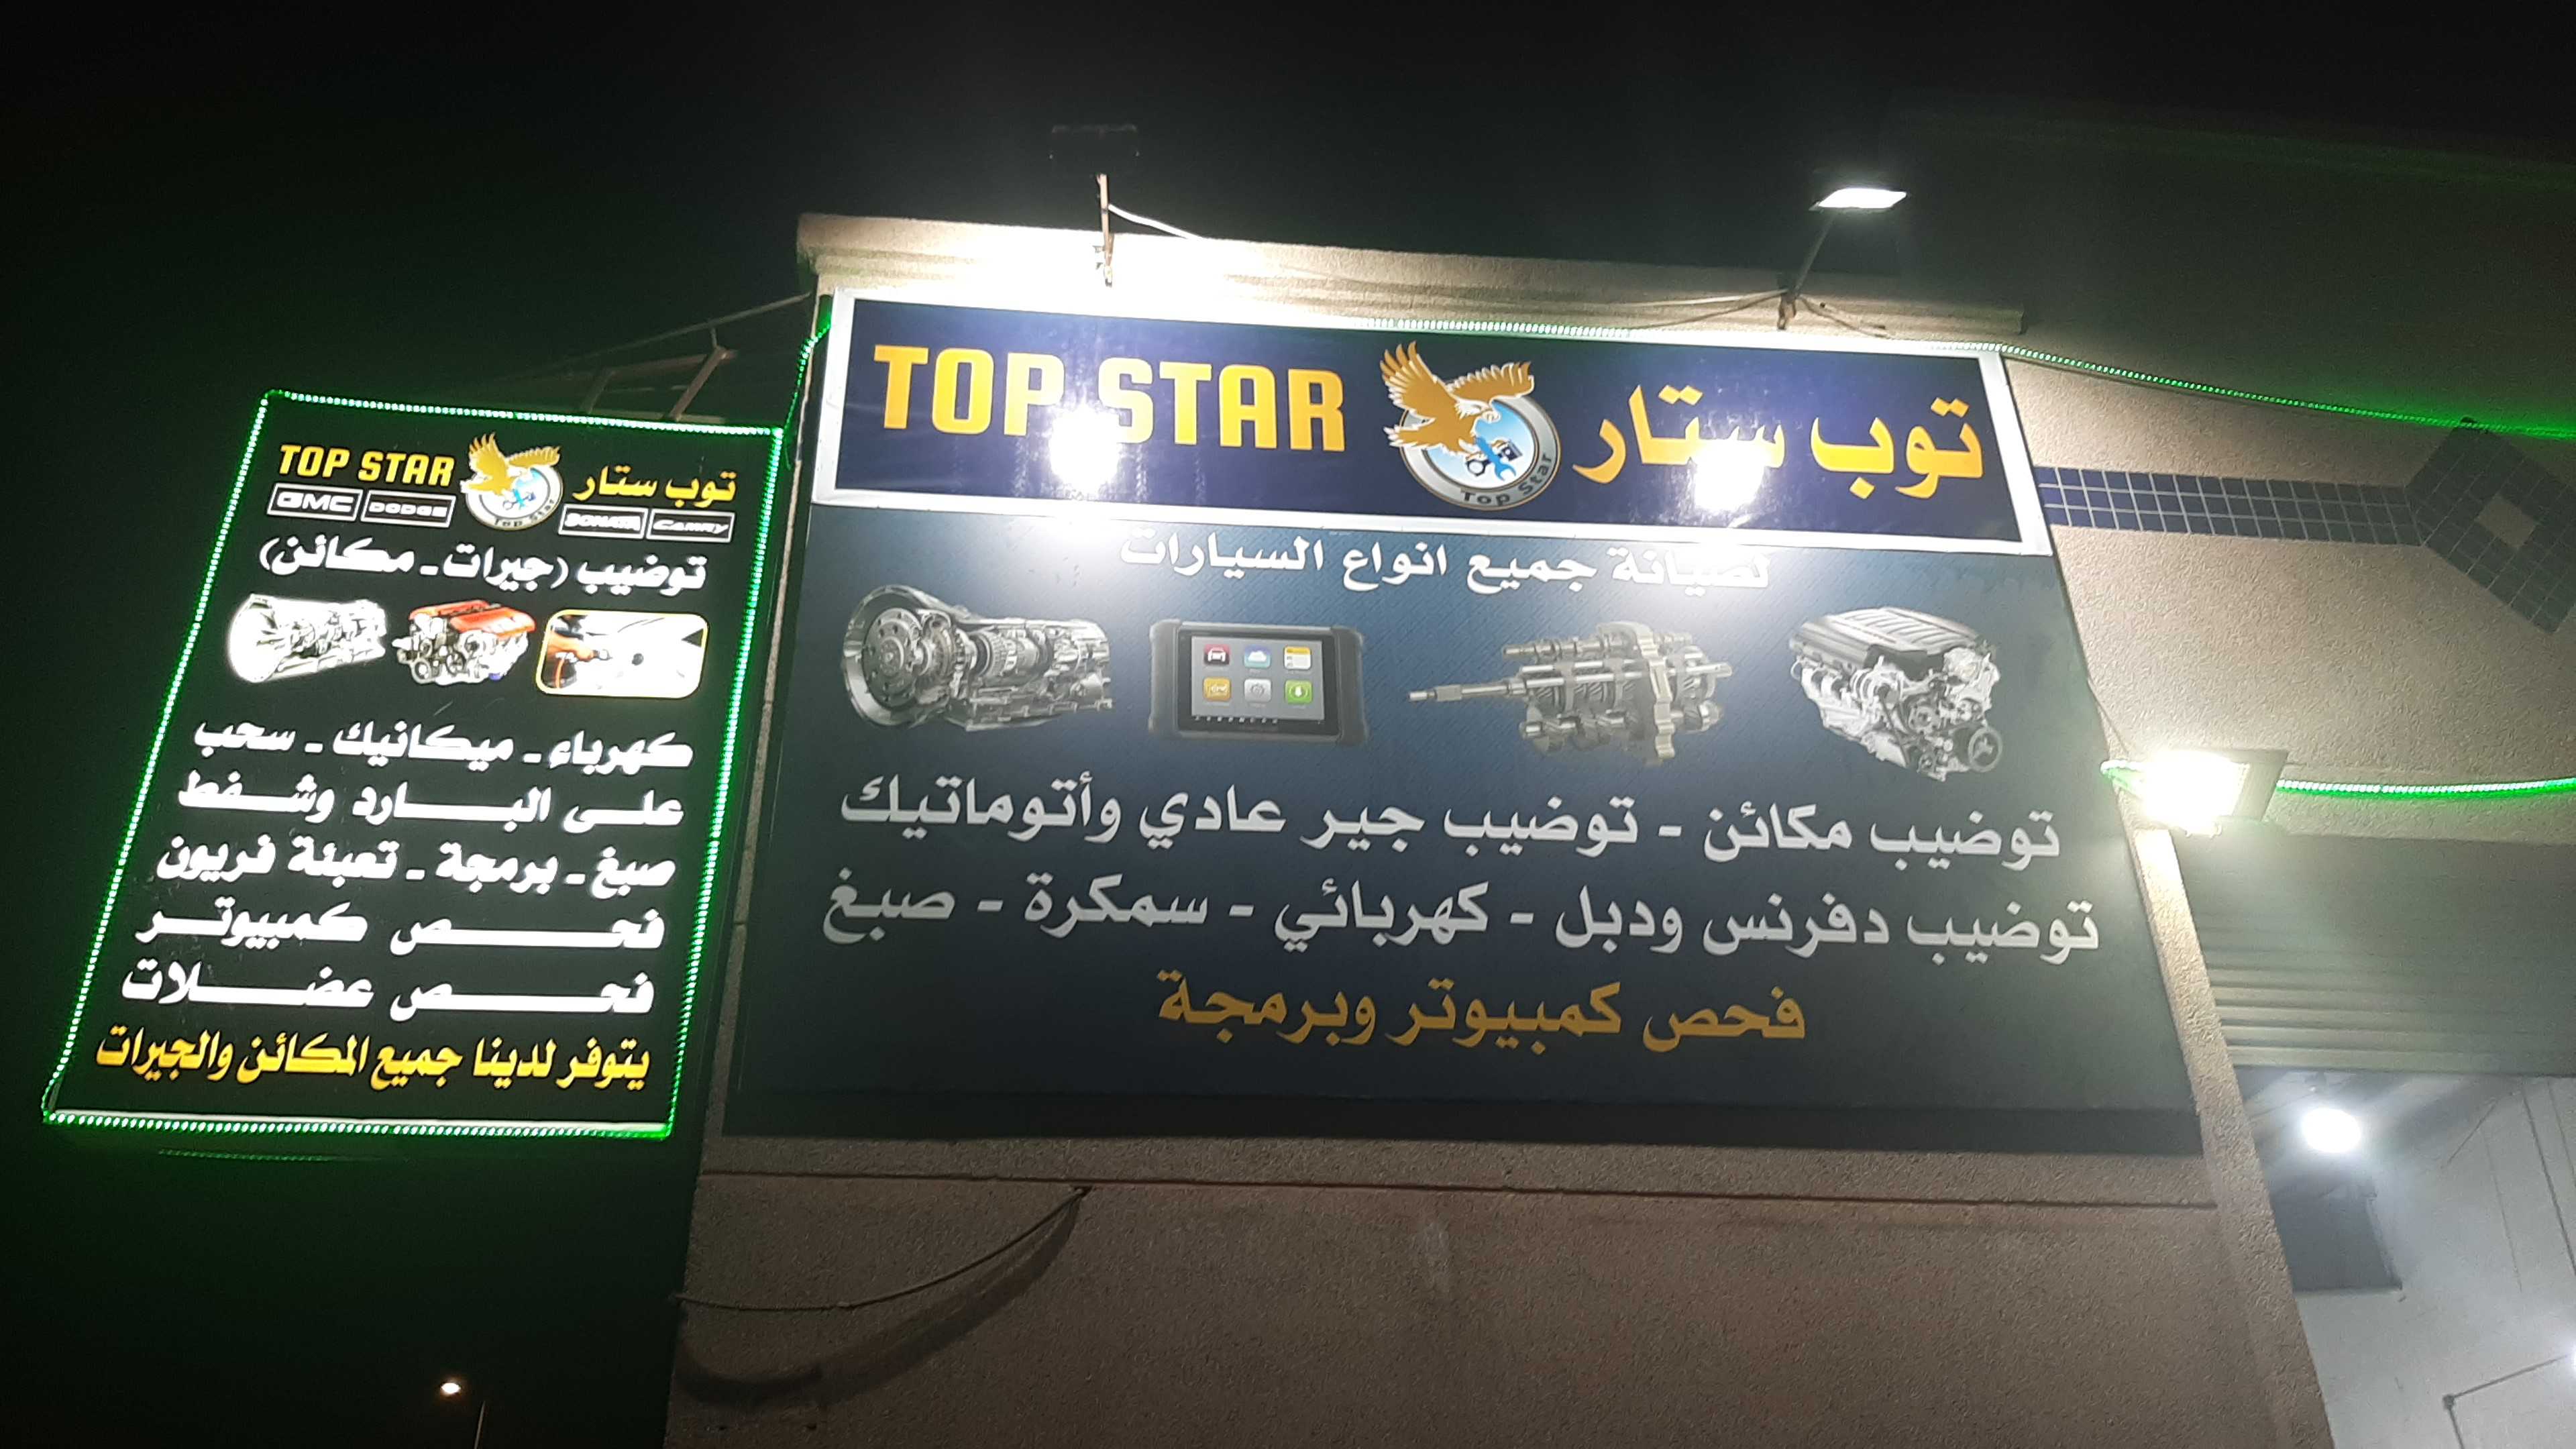 TOP STAR توب ستار
Top Star
لصيانة جميع انواع السيارات
توضيب مكائن - توضيب جير عادي وأتوماتيك
توضيب دفرنس ودبل - كهربائي - سمكرة - صبغ
فحص كمبيوتر وبرمجة
TOP STAR توب ستار
GMC DODGE Top Star SONATA CAMRY
توضيب (جيرات - مكائن)
كهرباء - ميكانيك - سحب
على البارد وشفط
صبغ - برمجة - تعبئة فريون
فحص كمبيوتر
فحص عضلات
يتوفر لدينا جميع المكائن والجيرات